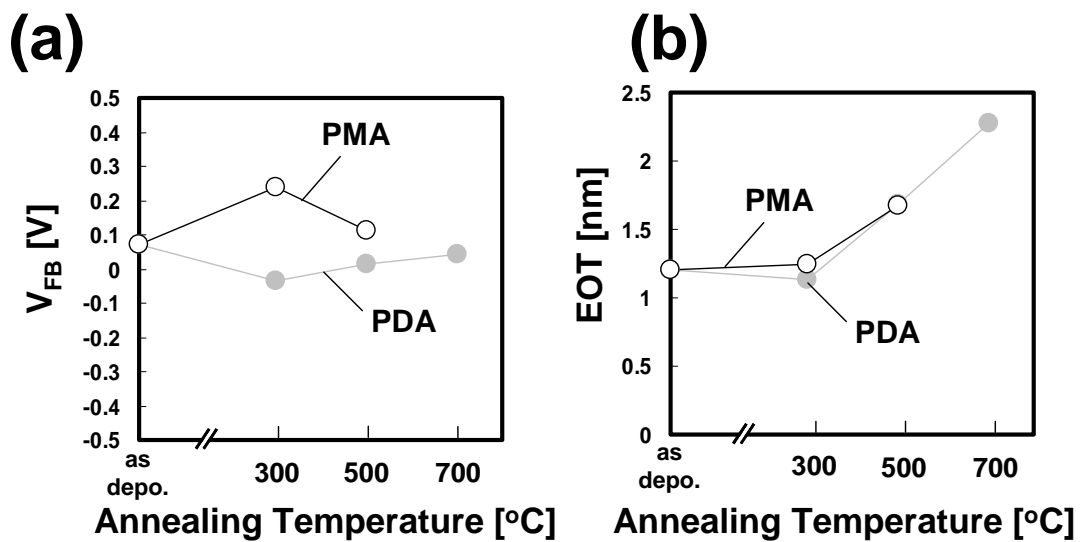 (a)
0.5
0.4
0.3
0.2
0.1
0
-0.1
-0.2
-0.3
-0.4
-0.5
VFB [V]
PMA
PDA
as
depo.
300
500
700
Annealing Temperature [oC]
(b)
2.5
2
1.5
1
0.5
0
EOT [nm]
PMA
PDA
as
depo.
300
500
700
Annealing Temperature [oC]